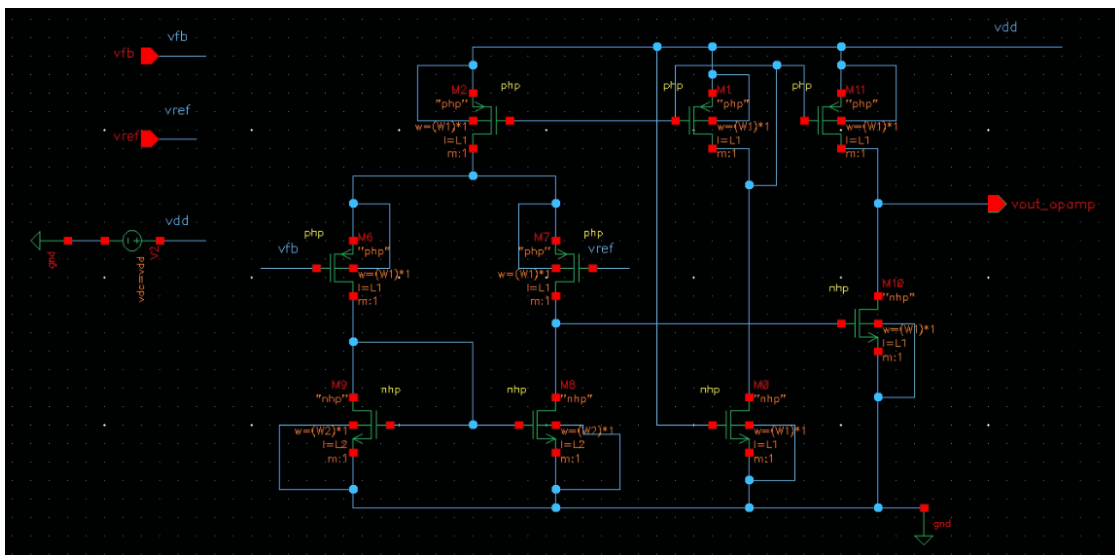 vfb
vfb
vref
vref
vdd
gnd
V2
vdc=vdd
vdd
M2
php
"php"
w=(W1)*1
l=L1
m:1
php
M1
"php"
w=(W1)*1
l=L1
m:1
php
M11
"php"
w=(W1)*1
l=L1
m:1
vout_opamp
php
vfb
M6
"php"
w=(W1)*1
l=L1
m:1
php
M7
"php"
vref
w=(W1)*1
l=L1
m:1
nhp
M10
"nhp"
w=(W1)*1
l=L1
m:1
M9
nhp
"nhp"
w=(W2)*1
l=L2
m:1
nhp
M8
"nhp"
w=(W2)*1
l=L2
m:1
nhp
M0
"nhp"
w=(W1)*1
l=L1
m:1
gnd